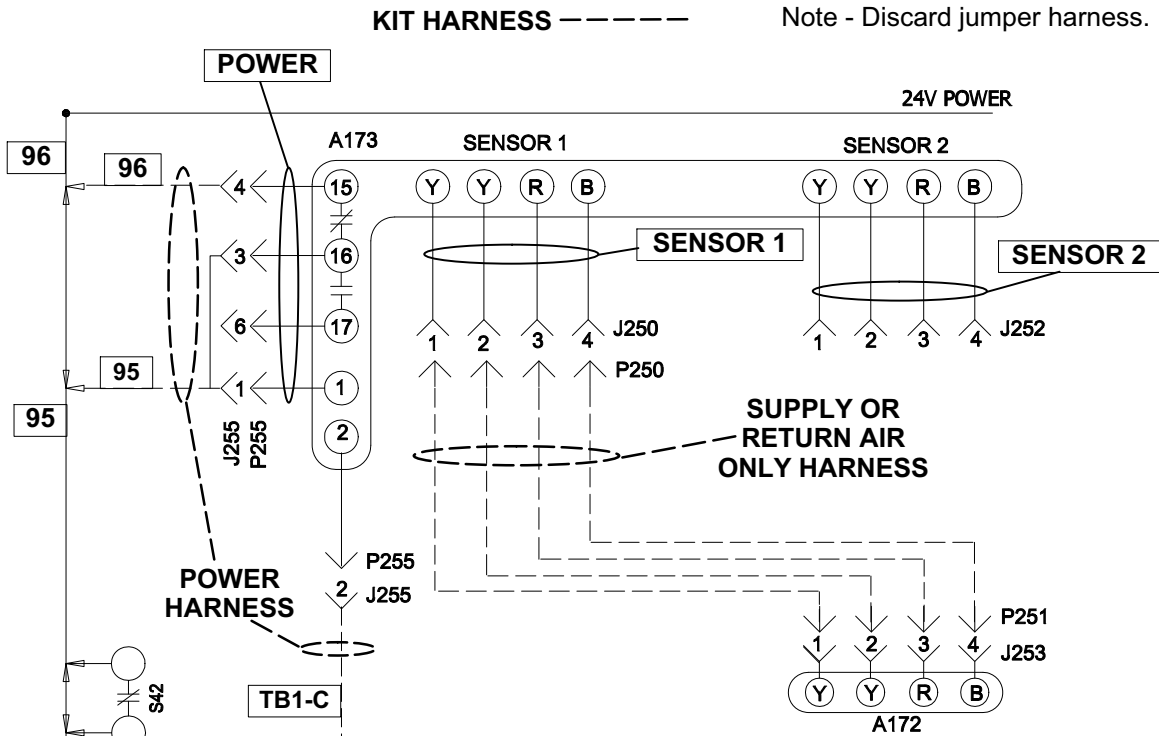 KIT HARNESS
Note - Discard jumper harness.
POWER
24V POWER
A173
SENSOR 1
SENSOR 2
96
96
4
15
Y
Y
R
B
Y
Y
R
B
3
16
SENSOR 1
SENSOR 2
6
17
1
2
3
4
J250
1
2
3
4
J252
P250
95
1
1
95
2
J255
P255
SUPPLY OR
RETURN AIR
ONLY HARNESS
P255
2
J255
POWER
HARNESS
P251
1
2
3
4
J253
S42
TB1-C
Y
Y
R
B
A172